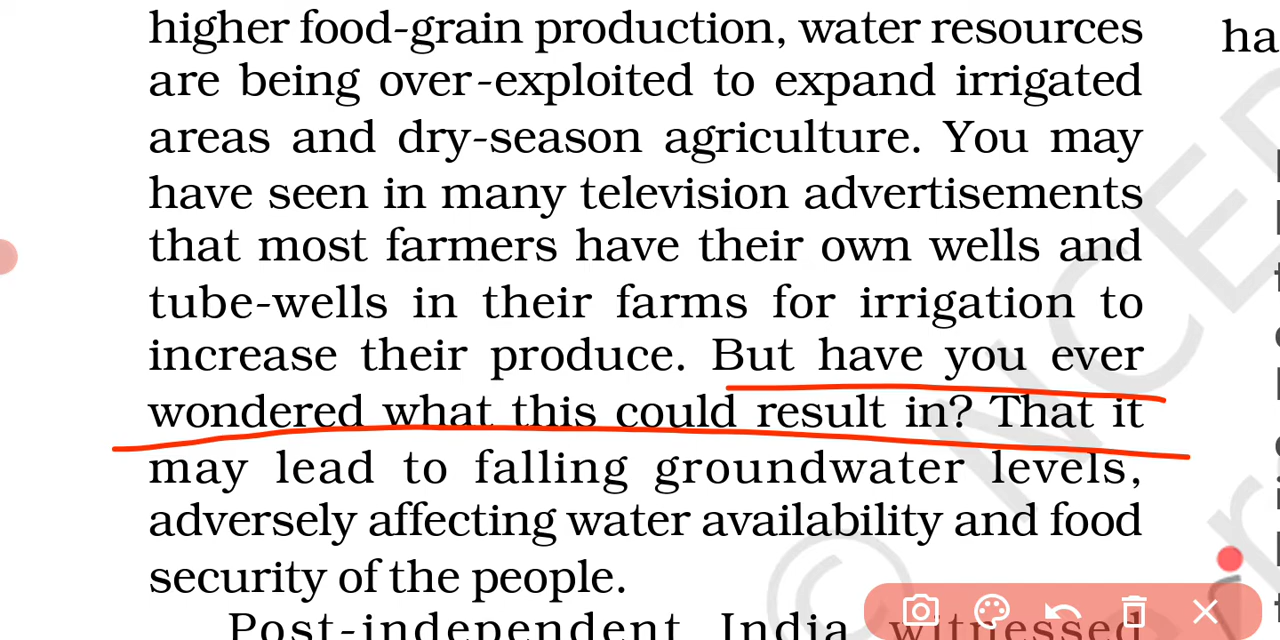 higher food-grain production, water resources
are being over-exploited to expand irrigated
areas and dry-season agriculture. You may
have seen in many television advertisements
that most farmers have their own wells and
tube-wells in their farms for irrigation to
increase their produce. But have you ever
wondered what this could result in? That it
may lead to falling groundwater levels,
adversely affecting water availability and food
security of the people.
Post-independent India witnessed
ha